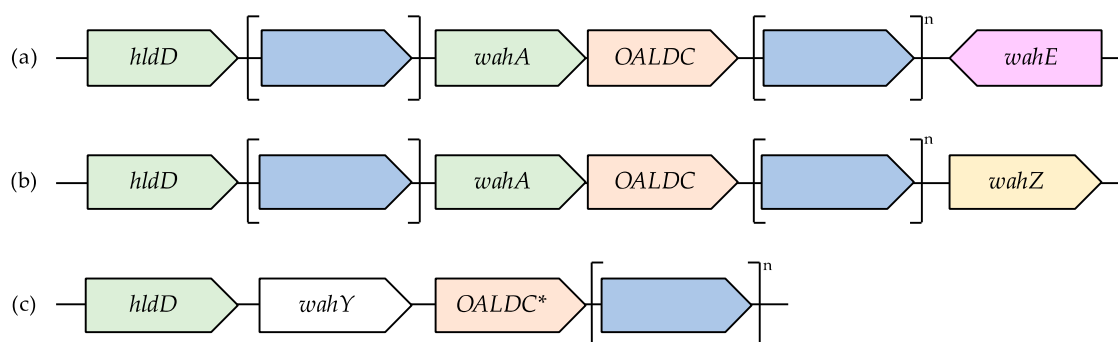 (a) hldD wahA OALDC n wahE
(b) hldD wahA OALDC n wahZ
(c) hldD wahY OALDC* n